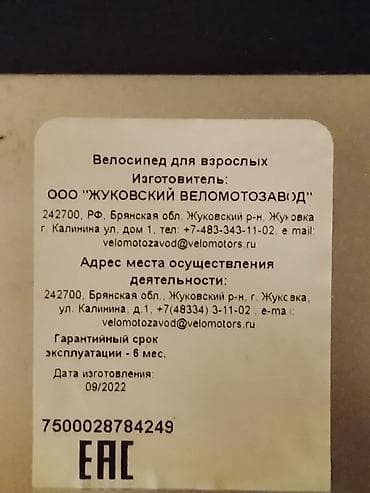 Велосипед для взрослых
Изготовитель:
ООО "ЖУКОВСКИЙ ВЕЛОМОТОЗАВОД"
242700, РФ, Брянская обл. Жуковский р-н, Жуковка
г. Калинина ул, дом 1, тел: +7-483-343-11-02, e mail:
velomotozavod@velomotors.ru
Адрес места осуществления
деятельности:
242700, Брянская обл., Жуковский р-н, г. Жуковка,
ул. Калинина, д.1, +7(48334) 3-11-02 , e-mail:
velomotozavod@velomotors.ru
Гарантийный срок
эксплуатации - 6 мес.
Дата изготовления:
09/2022
7500028784249
EAC